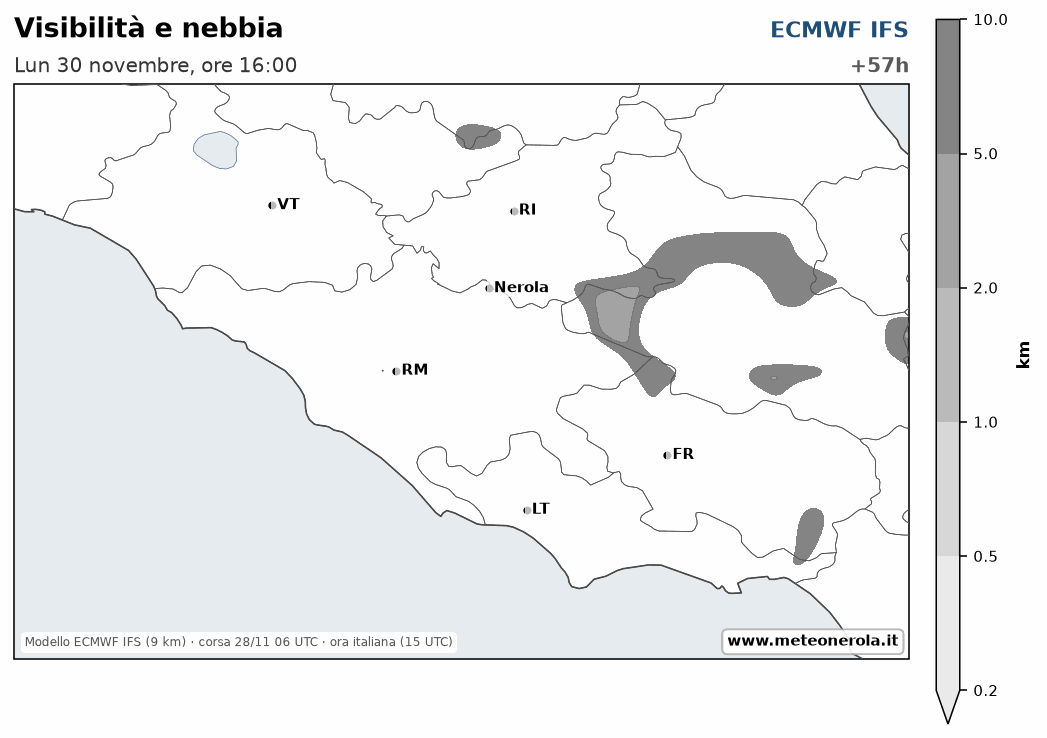 Visibilità e nebbia
ECMWF IFS
Lun 30 novembre, ore 16:00
+57h
10.0
5.0
2.0
1.0
0.5
0.2
km
VT
RI
Nerola
RM
FR
LT
Modello ECMWF IFS (9 km) · corsa 28/11 06 UTC · ora italiana (15 UTC)
www.meteonerola.it